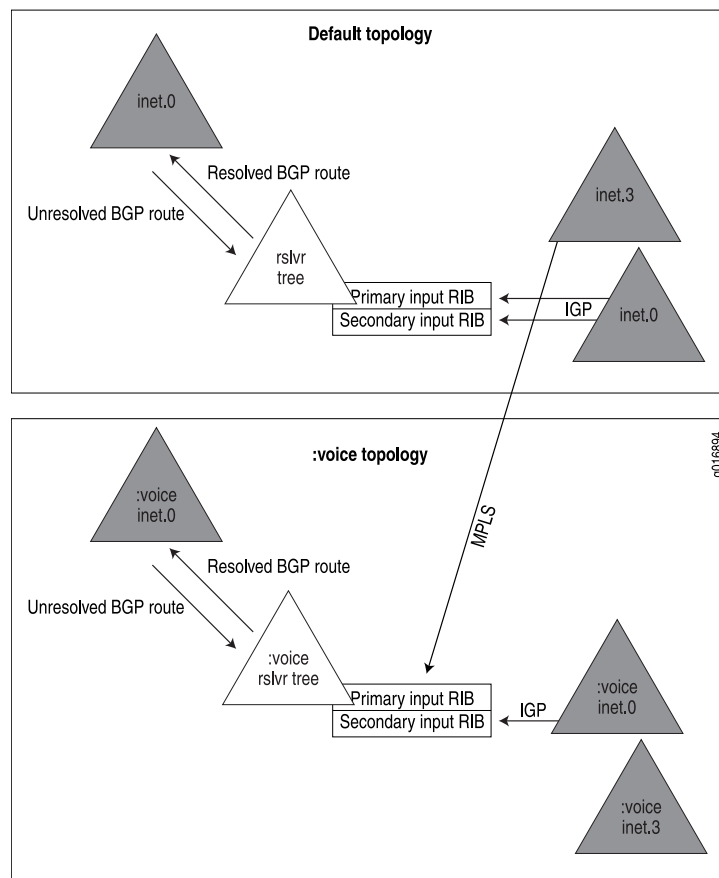 Default topology
inet.0
Resolved BGP route
Unresolved BGP route
rslvr
tree
inet.3
Primary input RIB
Secondary input RIB
IGP
inet.0
g016894
:voice topology
:voice
inet.0
MPLS
Resolved BGP route
Unresolved BGP route
:voice
rslvr tree
Primary input RIB
Secondary input RIB
IGP
:voice
inet.0
:voice
inet.3